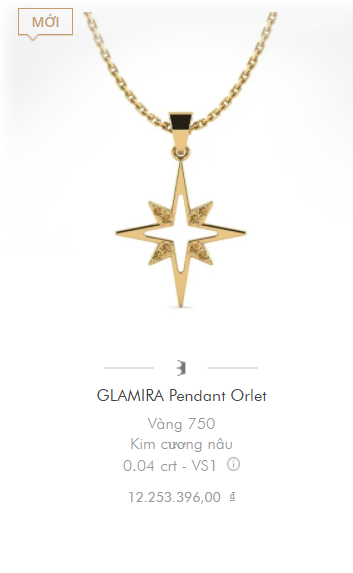 MỚI
GLAMIRA Pendant Orlet
Vàng 750
Kim cương nâu
0.04 crt - VS1
12.253.396,00 ₫